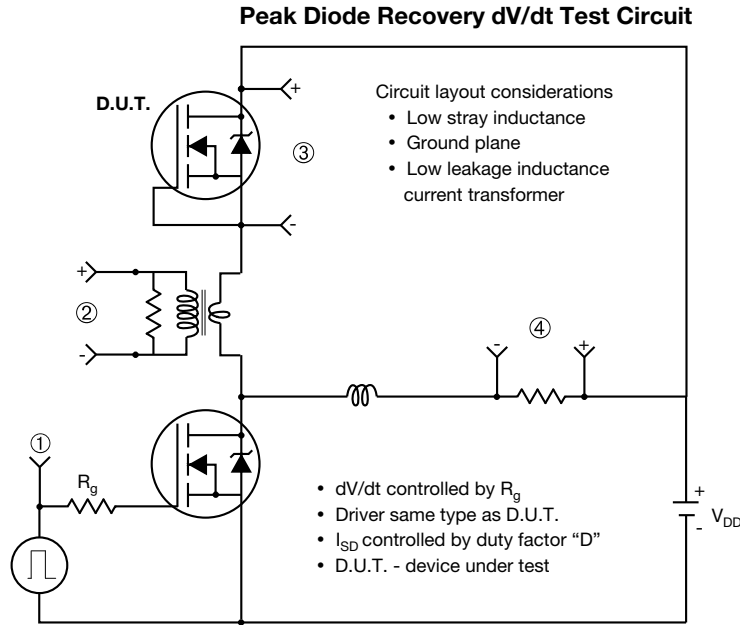 Peak Diode Recovery dV/dt Test Circuit
D.U.T.
+
-
③
Circuit layout considerations
• Low stray inductance
• Ground plane
• Low leakage inductance
current transformer
+
②
-
-
④
+
①
Rg
+
VDD
-
• dV/dt controlled by Rg
• Driver same type as D.U.T.
• ISD controlled by duty factor “D”
• D.U.T. - device under test